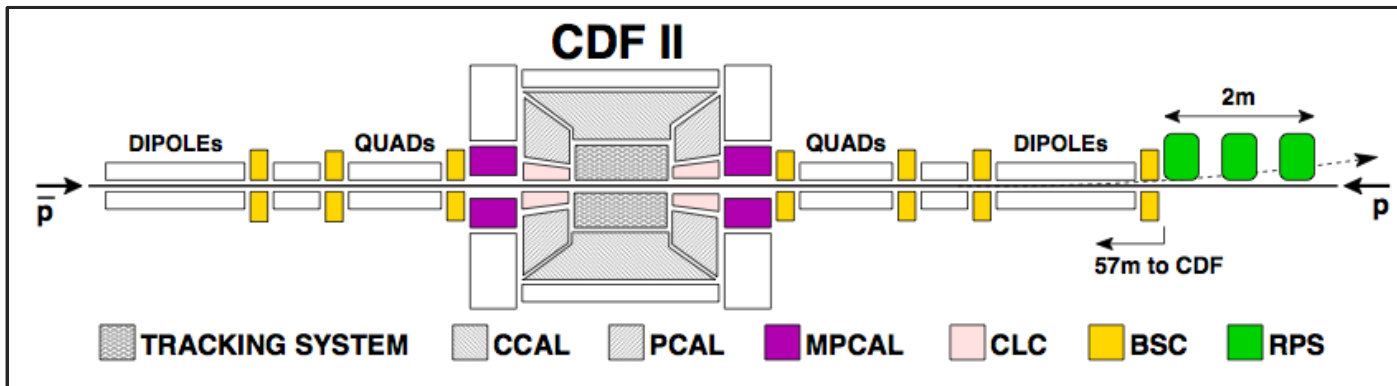 CDF II
2m
DIPOLEs
QUADs
QUADs
DIPOLEs
p̅
p
57m to CDF
TRACKING SYSTEM
CCAL
PCAL
MPCAL
CLC
BSC
RPS